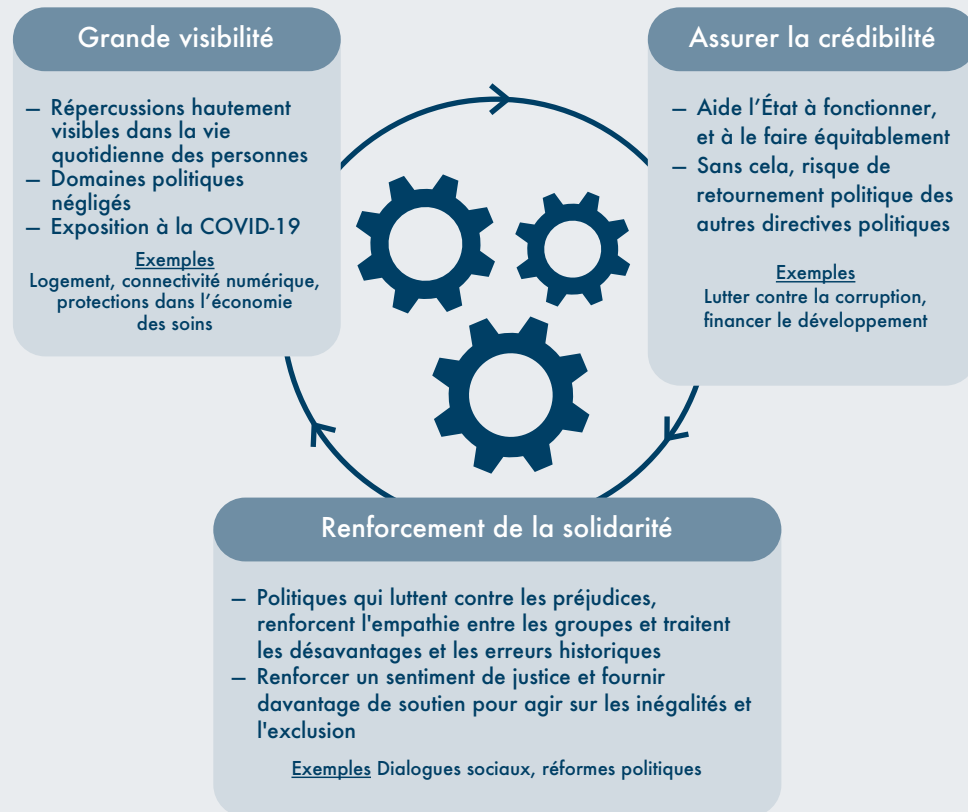 Grande visibilité
— Répercussions hautement
visibles dans la vie
quotidienne des personnes
— Domaines politiques
négligés
— Exposition à la COVID-19
Exemples
Logement, connectivité numérique,
protections dans l’économie
des soins
Assurer la crédibilité
— Aide l’État à fonctionner,
et à le faire équitablement
— Sans cela, risque de
retournement politique des
autres directives politiques
Exemples
Lutter contre la corruption,
financer le développement
Renforcement de la solidarité
— Politiques qui luttent contre les préjudices,
renforcent l'empathie entre les groupes et traitent
les désavantages et les erreurs historiques
— Renforcer un sentiment de justice et fournir
davantage de soutien pour agir sur les inégalités et
l'exclusion
Exemples Dialogues sociaux, réformes politiques